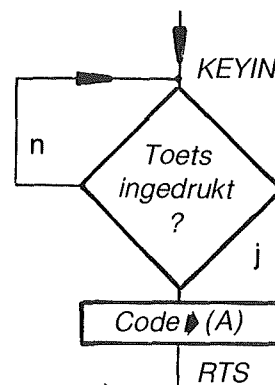 KEYIN
n
Toets
ingedrukt
?
j
Code ➧ (A)
RTS